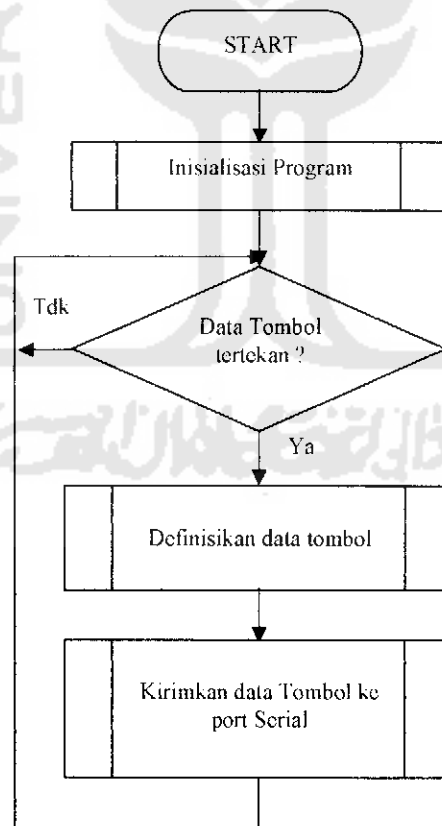 START
Inisialisasi Program
Tdk
Data Tombol
tertekan ?
Ya
Definisikan data tombol
Kirimkan data Tombol ke
port Serial